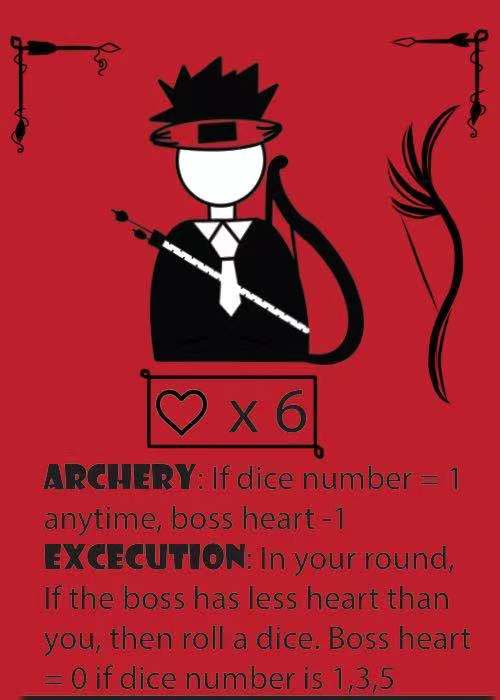 ♡ x 6
ARCHERY: If dice number = 1
anytime, boss heart -1
EXCECUTION: In your round,
If the boss has less heart than
you, then roll a dice. Boss heart
= 0 if dice number is 1,3,5